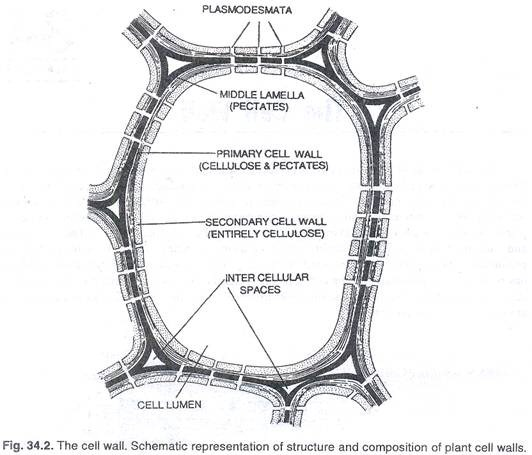 PLASMODESMATA
MIDDLE LAMELLA
(PECTATES)
PRIMARY CELL WALL
(CELLULOSE & PECTATES)
SECONDARY CELL WALL
(ENTIRELY CELLULOSE)
INTER CELLULAR
SPACES
CELL LUMEN
Fig. 34.2. The cell wall. Schematic representation of structure and composition of plant cell walls.